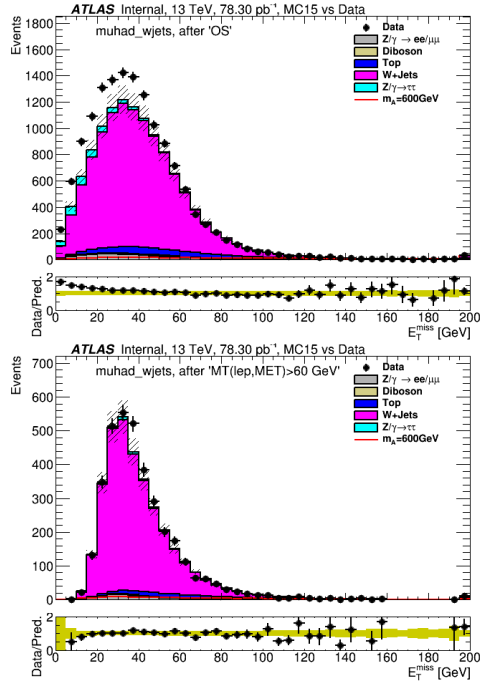 ATLAS Internal, 13 TeV, 78.30 pb⁻¹, MC15 vs Data
Events
1800
1600
1400
1200
1000
800
600
400
200
0
muhad_wjets, after 'OS'
Data
Z/γ → ee/μμ
Diboson
Top
W+Jets
Z/γ→ττ
m_A=600GeV
Data/Pred.
2
1
0
0 20 40 60 80 100 120 140 160 180 200
E_T^miss [GeV]
ATLAS Internal, 13 TeV, 78.30 pb⁻¹, MC15 vs Data
Events
700
600
500
400
300
200
100
0
muhad_wjets, after 'MT(lep,MET)>60 GeV'
Data
Z/γ → ee/μμ
Diboson
Top
W+Jets
Z/γ→ττ
m_A=600GeV
Data/Pred.
2
1
0
0 20 40 60 80 100 120 140 160 180 200
E_T^miss [GeV]